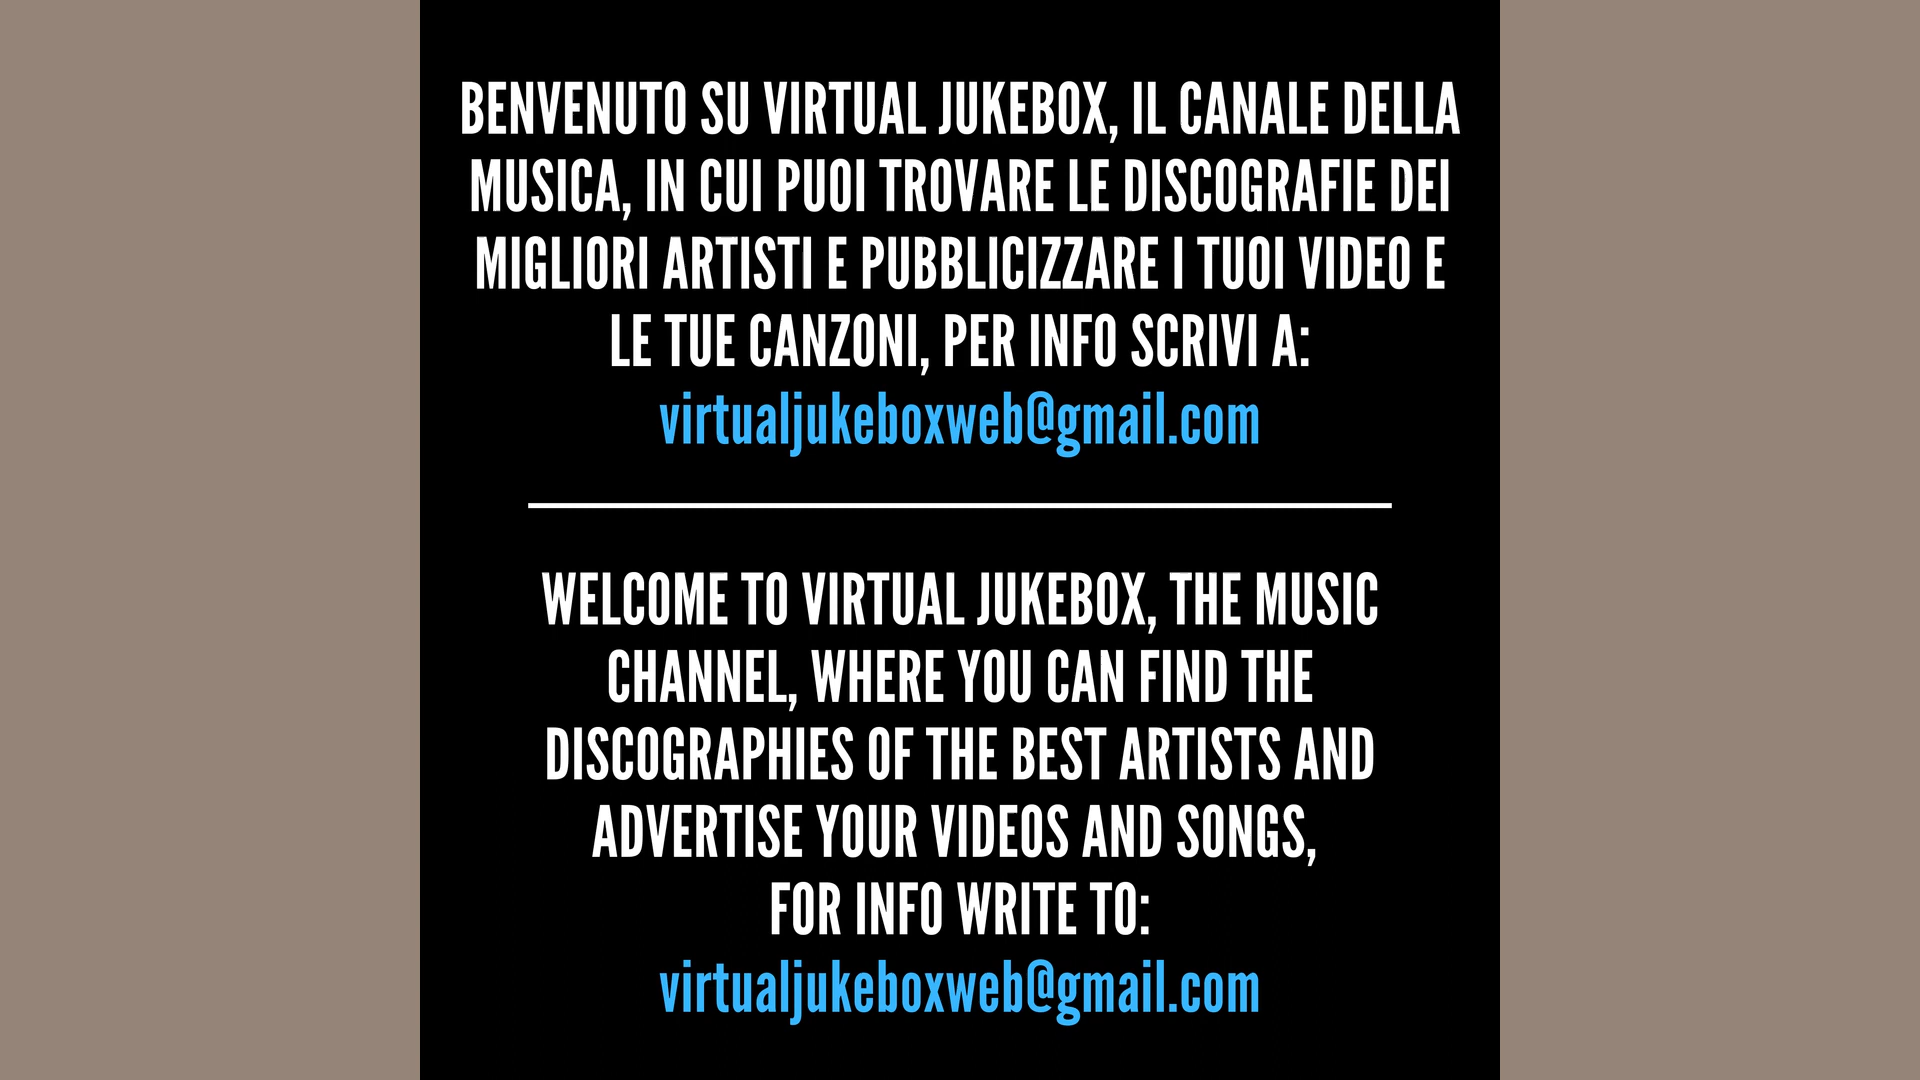 BENVENUTO SU VIRTUAL JUKEBOX, IL CANALE DELLA
MUSICA, IN CUI PUOI TROVARE LE DISCOGRAFIE DEI
MIGLIORI ARTISTI E PUBBLICIZZARE I TUOI VIDEO E
LE TUE CANZONI, PER INFO SCRIVI A:
virtualjukeboxweb@gmail.com
WELCOME TO VIRTUAL JUKEBOX, THE MUSIC
CHANNEL, WHERE YOU CAN FIND THE
DISCOGRAPHIES OF THE BEST ARTISTS AND
ADVERTISE YOUR VIDEOS AND SONGS,
FOR INFO WRITE TO:
virtualjukeboxweb@gmail.com